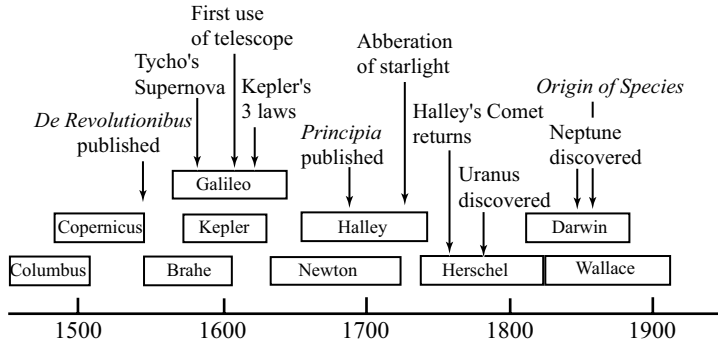 First use
of telescope
Abberation
of starlight
Tycho's
Supernova
Kepler's
3 laws
Origin of Species
De Revolutionibus
published
Principia
published
Halley's Comet
returns
Neptune
discovered
Uranus
discovered
Galileo
Copernicus
Kepler
Halley
Darwin
Columbus
Brahe
Newton
Herschel
Wallace
1500
1600
1700
1800
1900